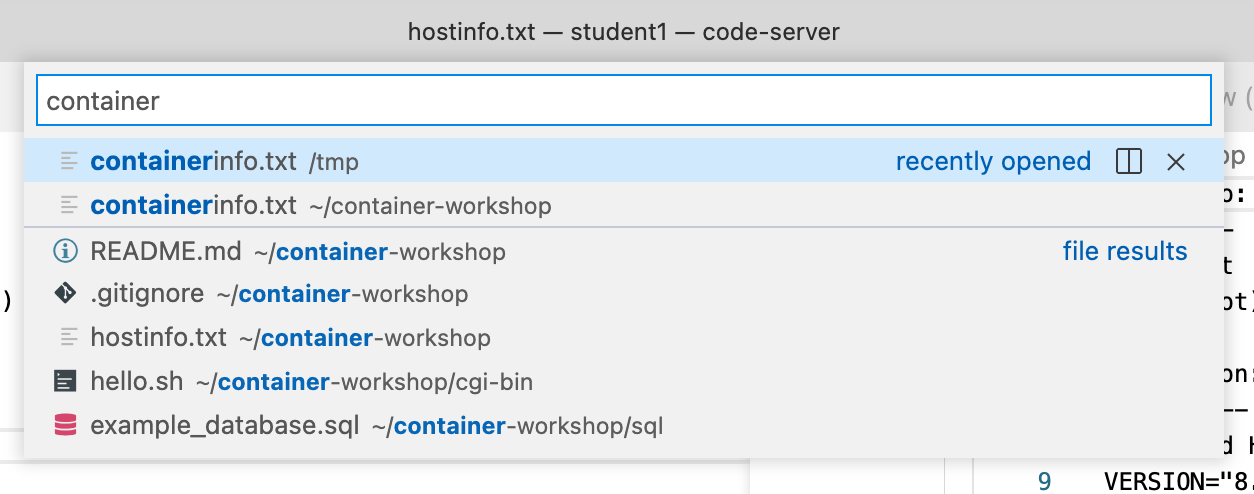 hostinfo.txt — student1 — code-server
container
containerinfo.txt /tmp recently opened
containerinfo.txt ~/container-workshop
README.md ~/container-workshop file results
.gitignore ~/container-workshop
hostinfo.txt ~/container-workshop
hello.sh ~/container-workshop/cgi-bin
example_database.sql ~/container-workshop/sql
9 VERSION="8.